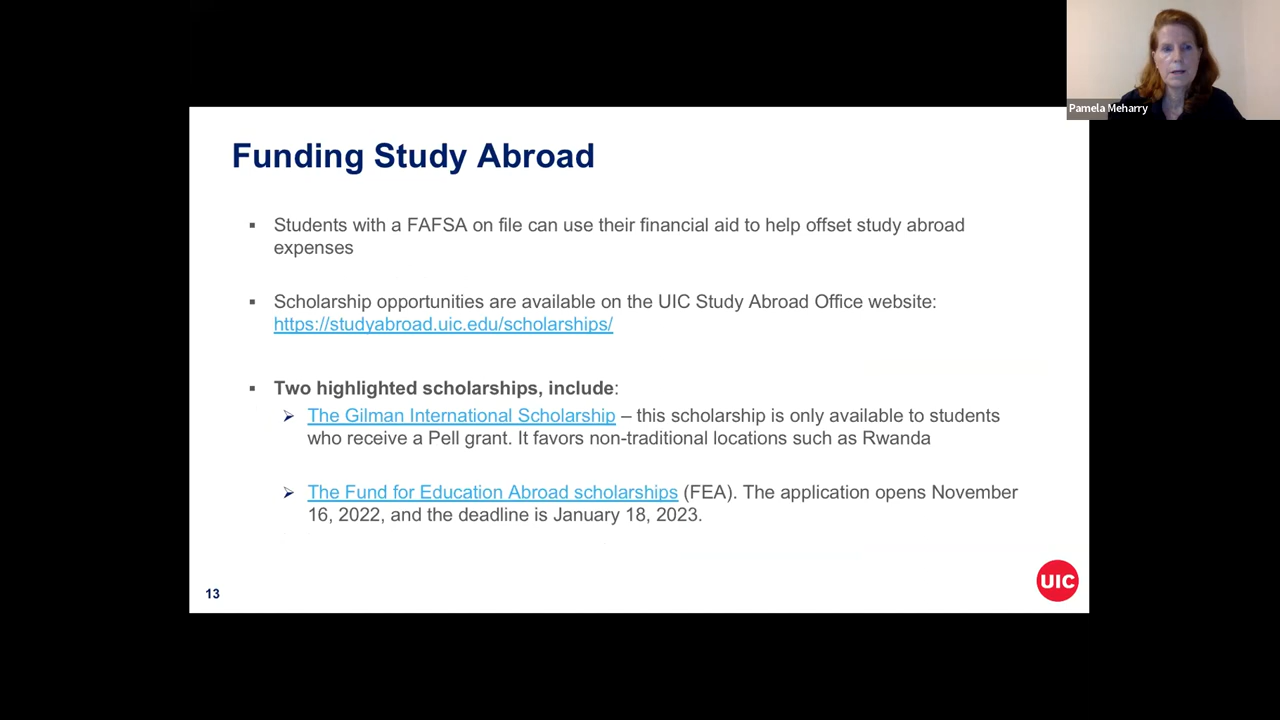 Pamela Meharry
Funding Study Abroad
▪ Students with a FAFSA on file can use their financial aid to help offset study abroad
expenses
▪ Scholarship opportunities are available on the UIC Study Abroad Office website:
https://studyabroad.uic.edu/scholarships/
▪ Two highlighted scholarships, include:
➢ The Gilman International Scholarship – this scholarship is only available to students
who receive a Pell grant. It favors non-traditional locations such as Rwanda
➢ The Fund for Education Abroad scholarships (FEA). The application opens November
16, 2022, and the deadline is January 18, 2023.
13
UIC